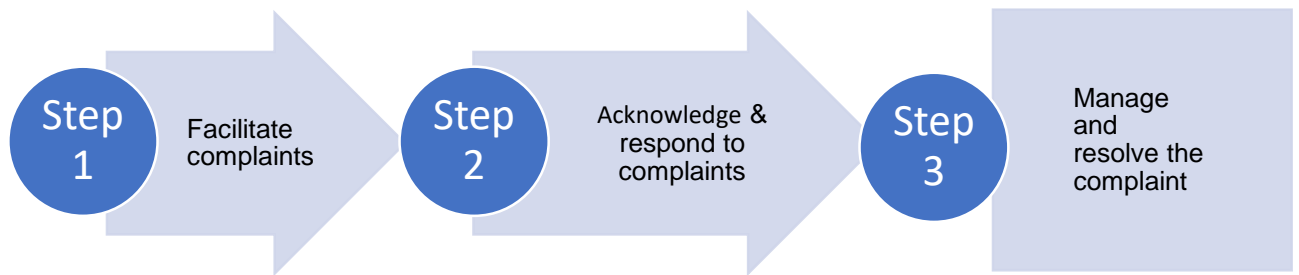 Step
1
Facilitate
complaints
Step
2
Acknowledge &
respond to
complaints
Step
3
Manage
and
resolve the
complaint